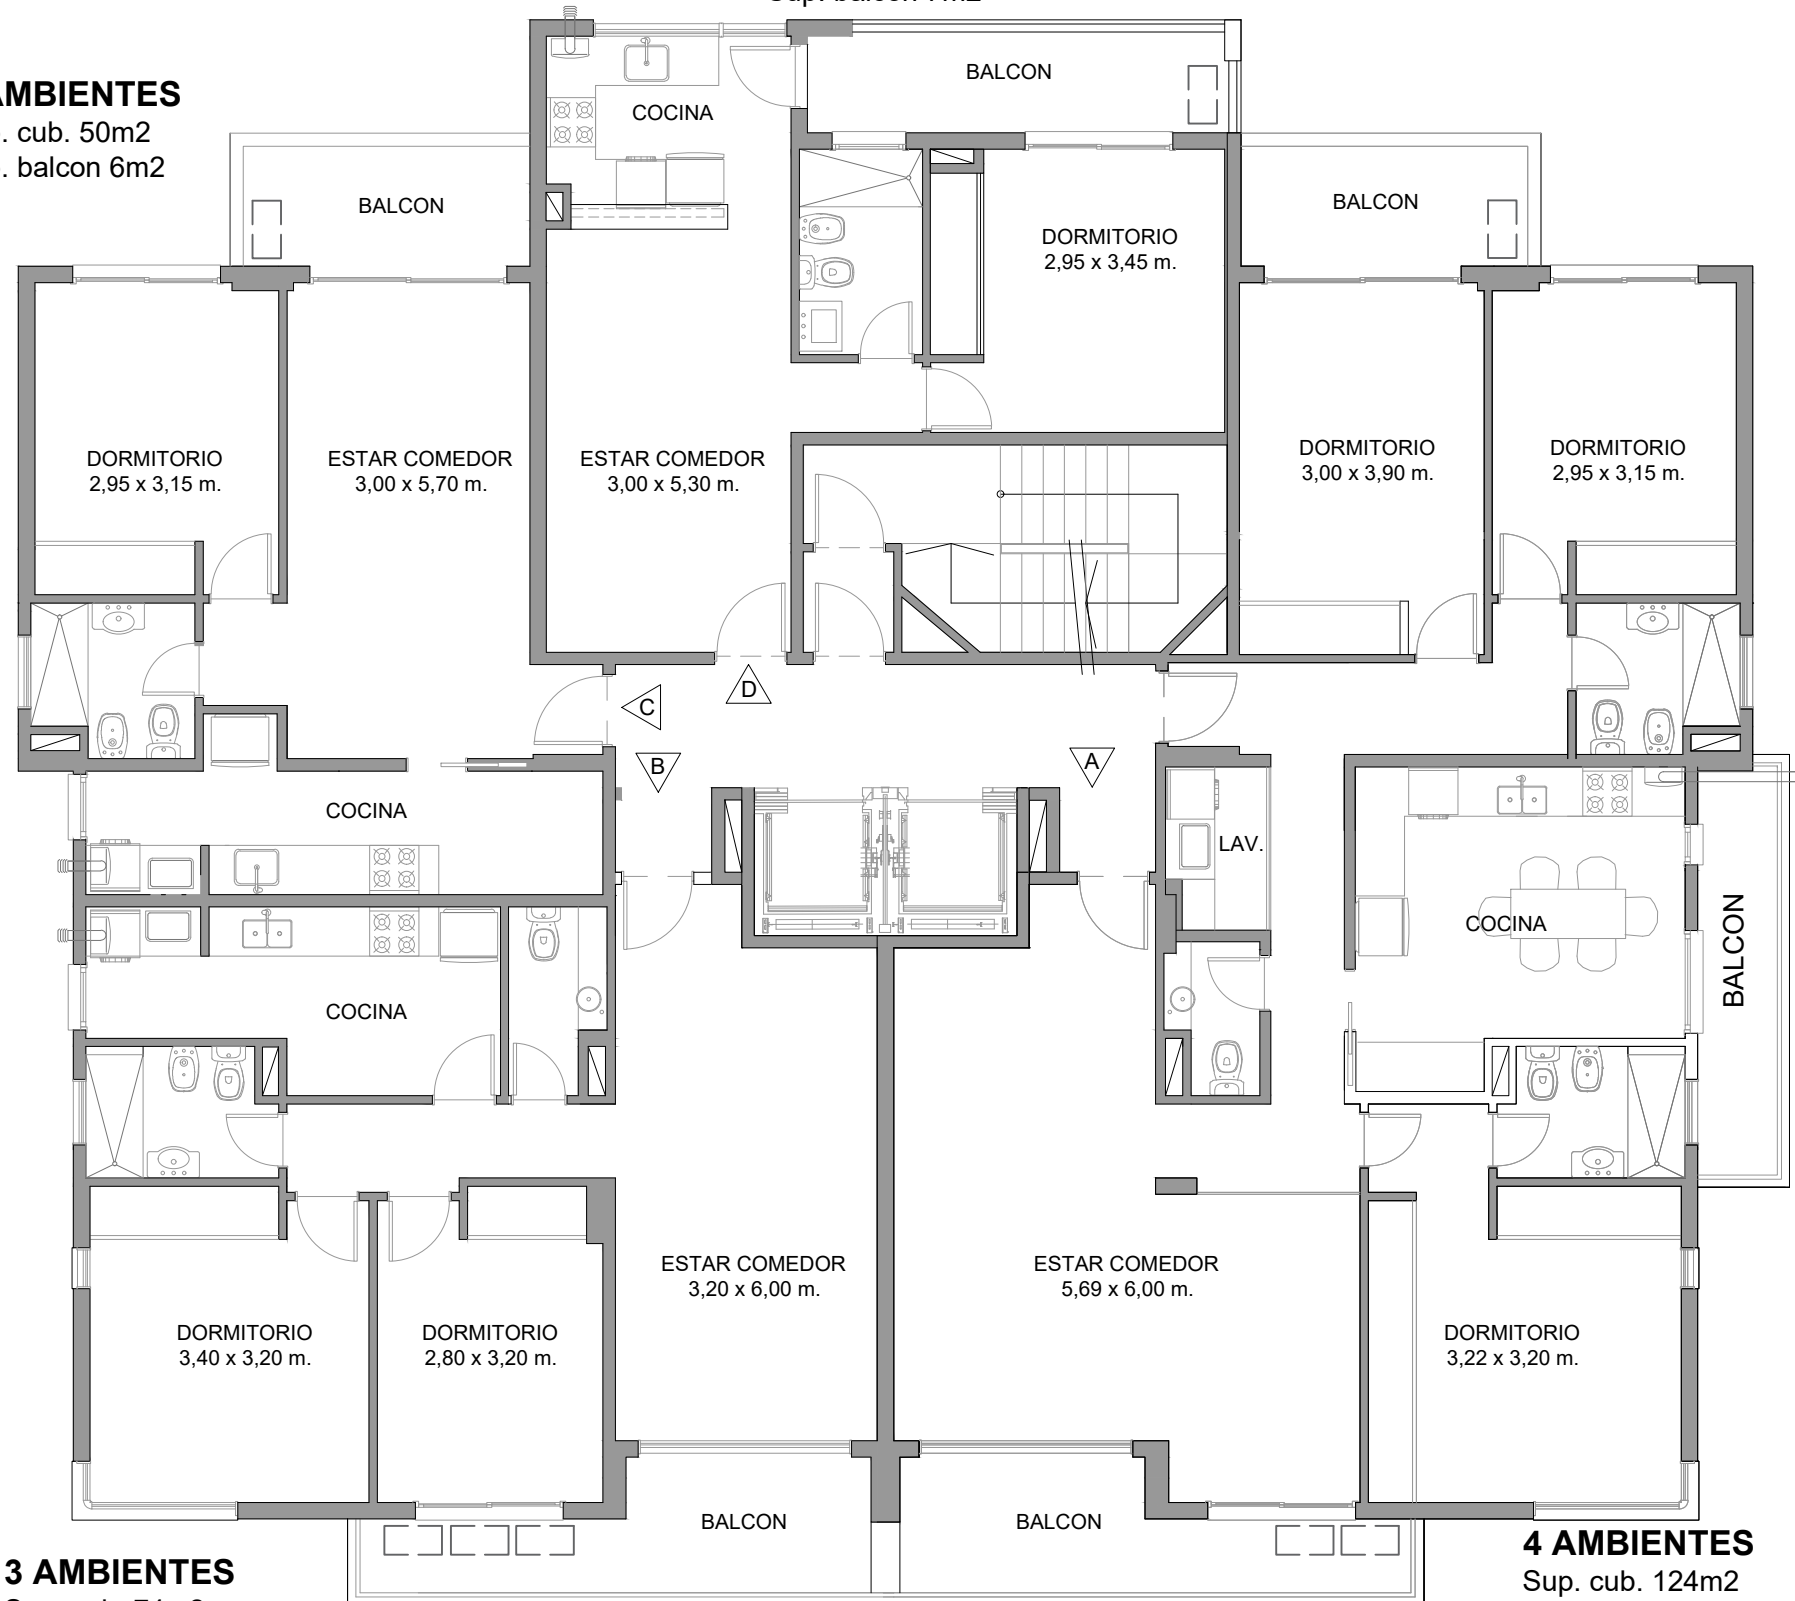 AMBIENTES
. cub. 50m2
. balcon 6m2
BALCON
COCINA
BALCON
BALCON
BALCON
DORMITORIO
2,95 x 3,45 m.
DORMITORIO
2,95 x 3,15 m.
ESTAR COMEDOR
3,00 x 5,70 m.
ESTAR COMEDOR
3,00 x 5,30 m.
DORMITORIO
3,00 x 3,90 m.
DORMITORIO
2,95 x 3,15 m.
D
C
B
A
COCINA
LAV.
COCINA
BALCON
COCINA
ESTAR COMEDOR
3,20 x 6,00 m.
ESTAR COMEDOR
5,69 x 6,00 m.
DORMITORIO
3,40 x 3,20 m.
DORMITORIO
2,80 x 3,20 m.
DORMITORIO
3,22 x 3,20 m.
BALCON
BALCON
3 AMBIENTES
4 AMBIENTES
Sup. cub. 124m2